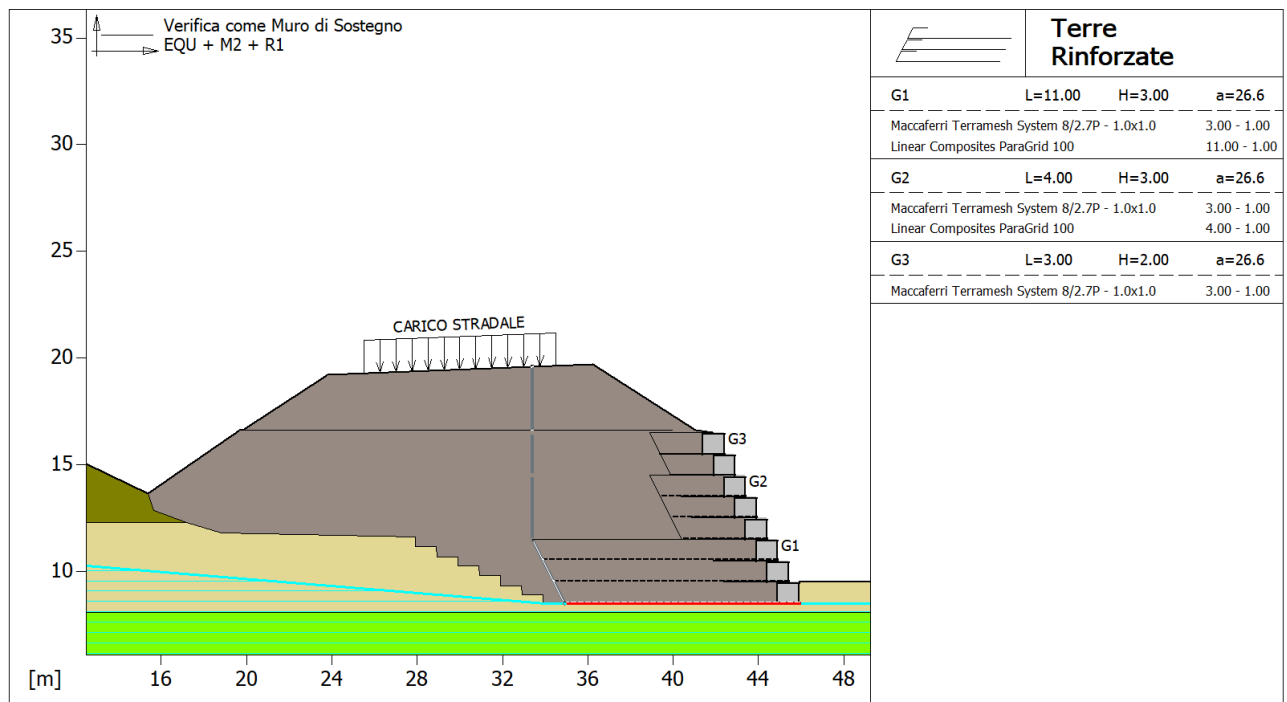 Verifica come Muro di Sostegno
EQU + M2 + R1
Terre
Rinforzate
G1 L=11.00 H=3.00 a=26.6
Maccaferri Terramesh System 8/2.7P - 1.0x1.0 3.00 - 1.00
Linear Composites ParaGrid 100 11.00 - 1.00
G2 L=4.00 H=3.00 a=26.6
Maccaferri Terramesh System 8/2.7P - 1.0x1.0 3.00 - 1.00
Linear Composites ParaGrid 100 4.00 - 1.00
G3 L=3.00 H=2.00 a=26.6
Maccaferri Terramesh System 8/2.7P - 1.0x1.0 3.00 - 1.00
35
30
25
CARICO STRADALE
20
G3
15
G2
G1
10
[m] 16 20 24 28 32 36 40 44 48